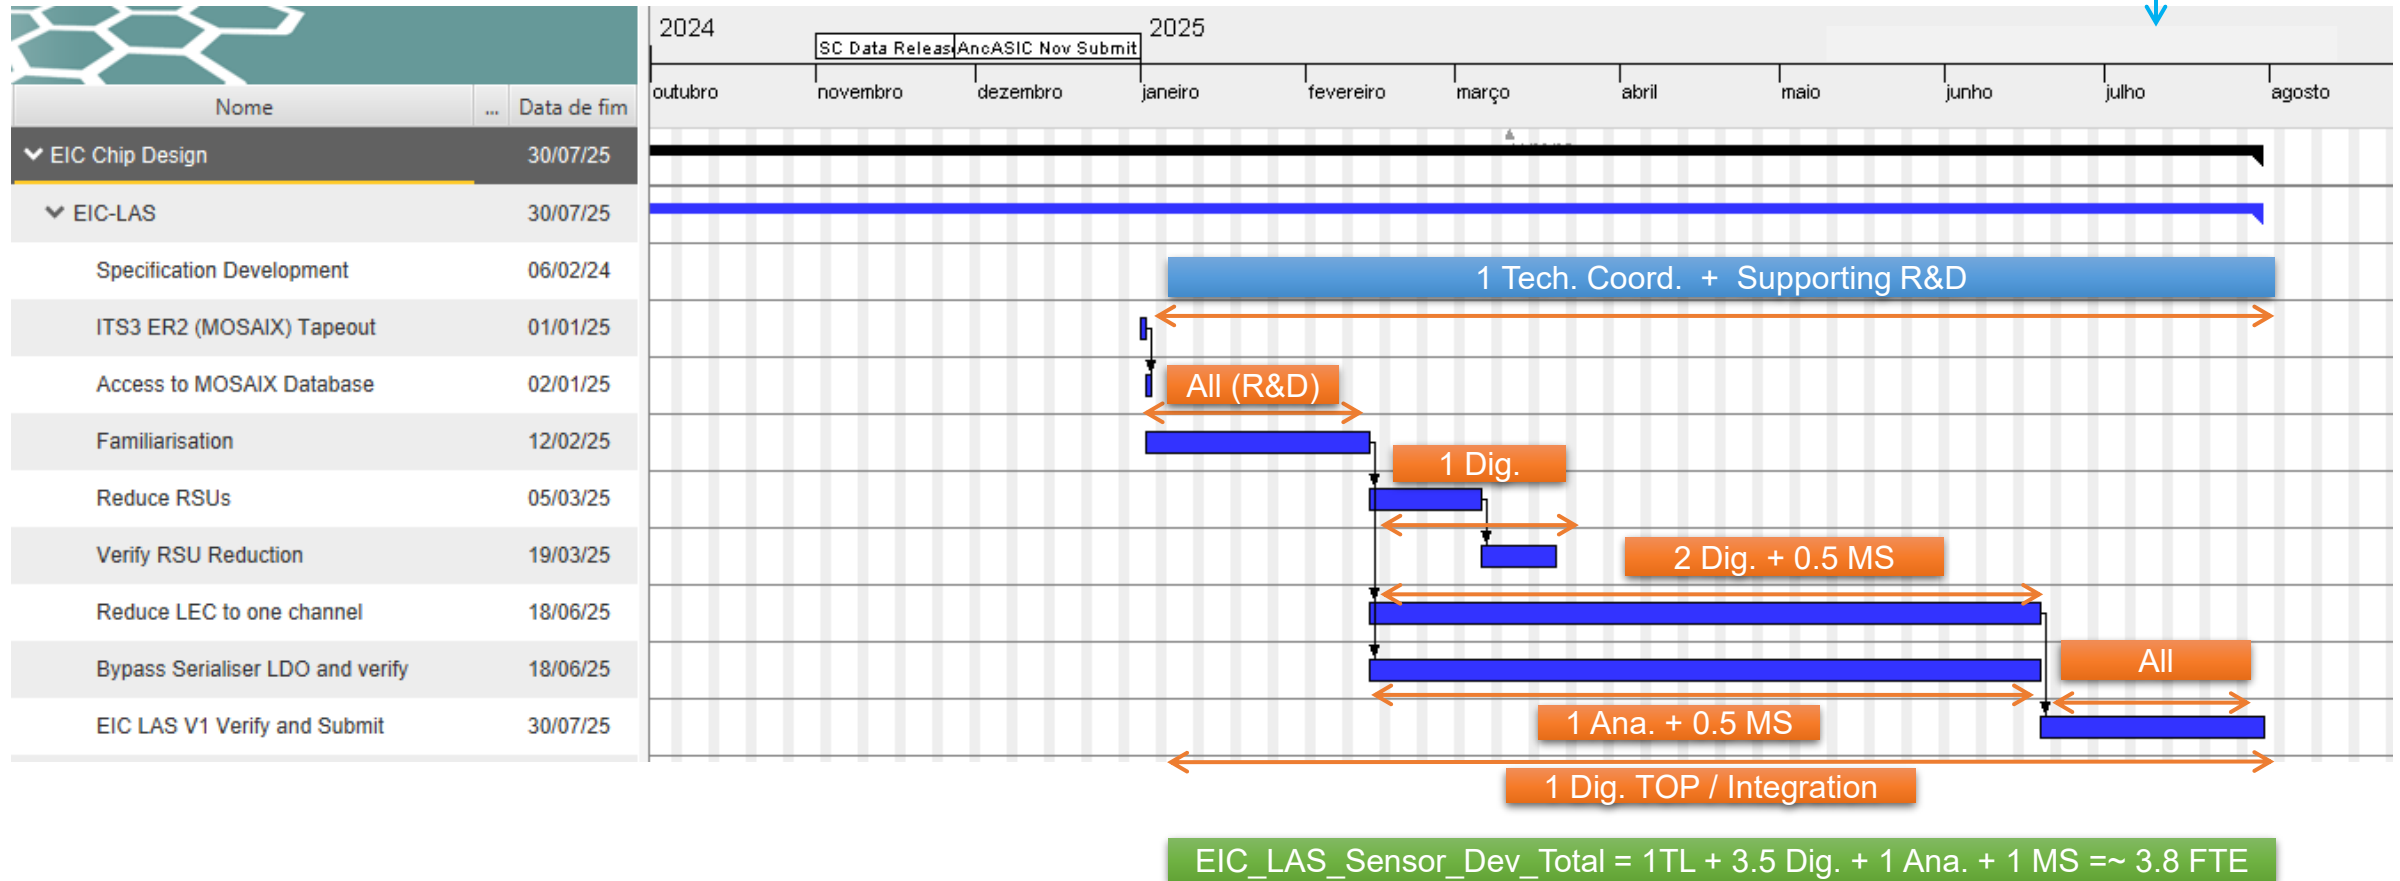 2024
2025
SC Data Releas
AncASIC Nov Submit
outubro
novembro
dezembro
janeiro
fevereiro
março
abril
maio
junho
julho
agosto
Nome ... Data de fim
EIC Chip Design 30/07/25
EIC-LAS 30/07/25
Specification Development 06/02/24
1 Tech. Coord. + Supporting R&D
ITS3 ER2 (MOSAIX) Tapeout 01/01/25
Access to MOSAIX Database 02/01/25
All (R&D)
Familiarisation 12/02/25
1 Dig.
Reduce RSUs 05/03/25
Verify RSU Reduction 19/03/25
2 Dig. + 0.5 MS
Reduce LEC to one channel 18/06/25
Bypass Serialiser LDO and verify 18/06/25
All
EIC LAS V1 Verify and Submit 30/07/25
1 Ana. + 0.5 MS
1 Dig. TOP / Integration
EIC_LAS_Sensor_Dev_Total = 1TL + 3.5 Dig. + 1 Ana. + 1 MS =~ 3.8 FTE